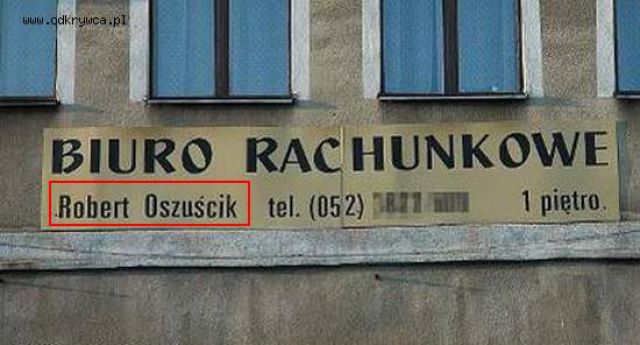 www.odkrywca.pl
BIURO RACHUNKOWE
Robert Oszuścik tel. (052) 1 piętro.